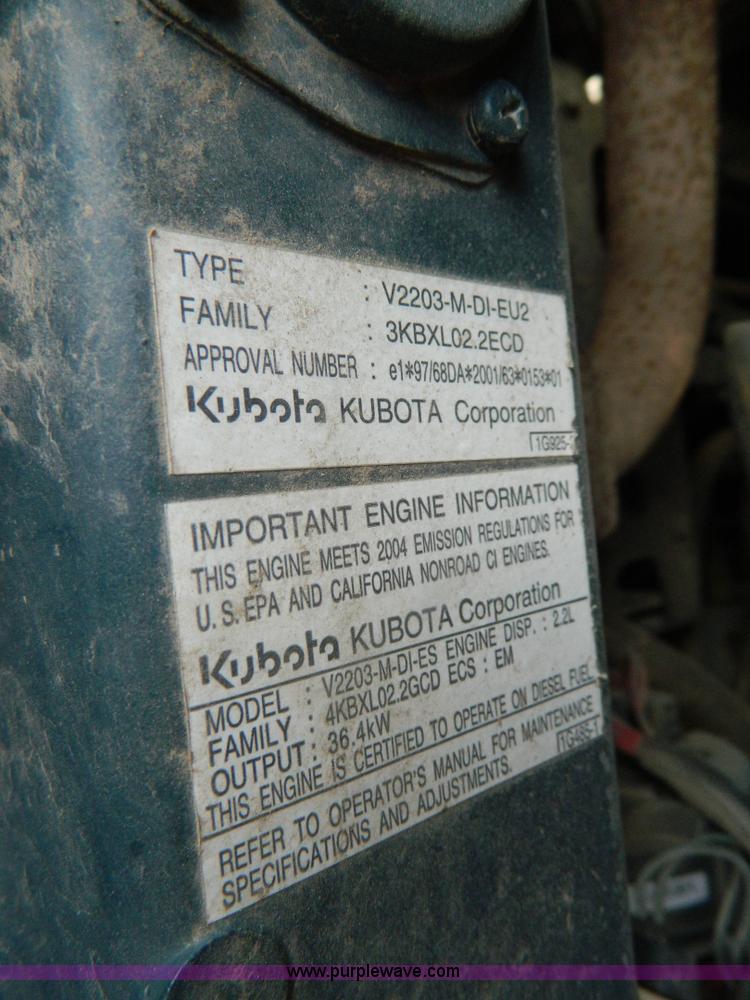 TYPE : V2203-M-DI-EU2
FAMILY : 3KBXL02.2ECD
APPROVAL NUMBER : e1*97/68DA*2001/63*0153*01
Kubota KUBOTA Corporation
1G925-
IMPORTANT ENGINE INFORMATION
THIS ENGINE MEETS 2004 EMISSION REGULATIONS FOR
U.S. EPA AND CALIFORNIA NONROAD CI ENGINES.
Kubota KUBOTA Corporation
MODEL : V2203-M-DI-ES ENGINE DISP. : 2.2L
FAMILY : 4KBXL02.2GCD ECS : EM
OUTPUT : 36.4kW
THIS ENGINE IS CERTIFIED TO OPERATE ON DIESEL FUEL
REFER TO OPERATOR'S MANUAL FOR MAINTENANCE
SPECIFICATIONS AND ADJUSTMENTS.
1G485-1
www.purplewave.com